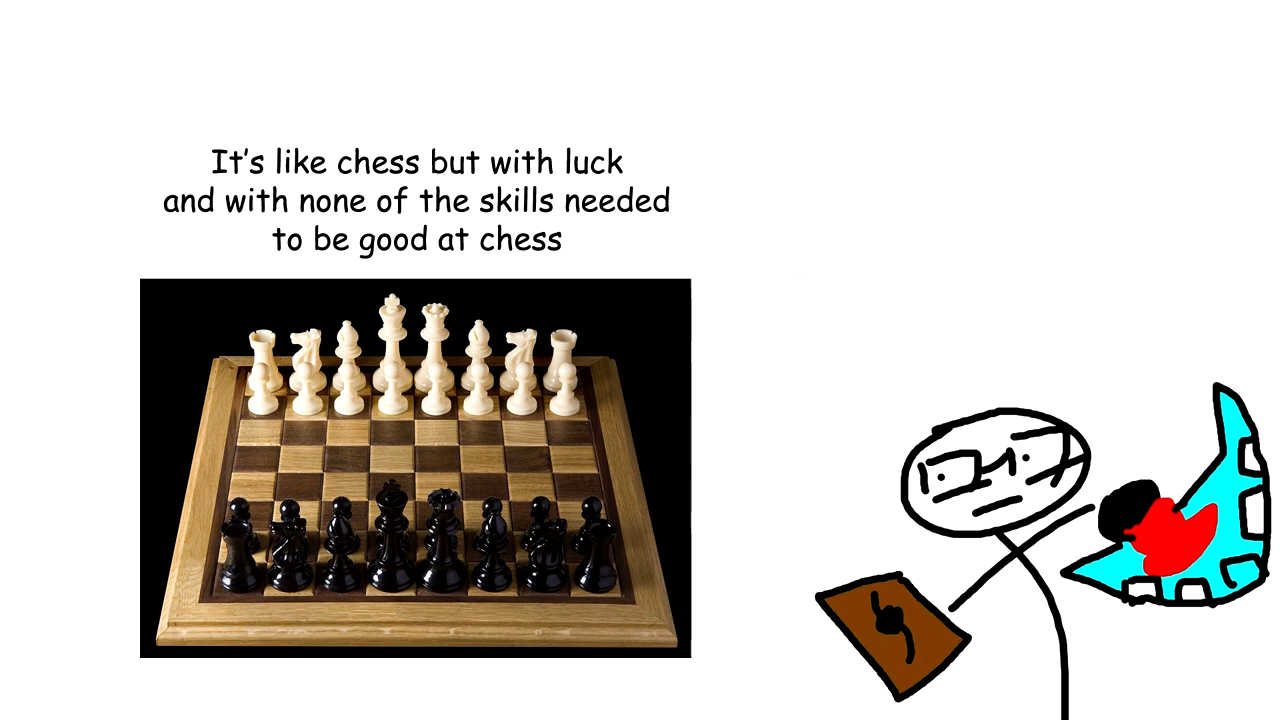 It's like chess but with luck
and with none of the skills needed
to be good at chess